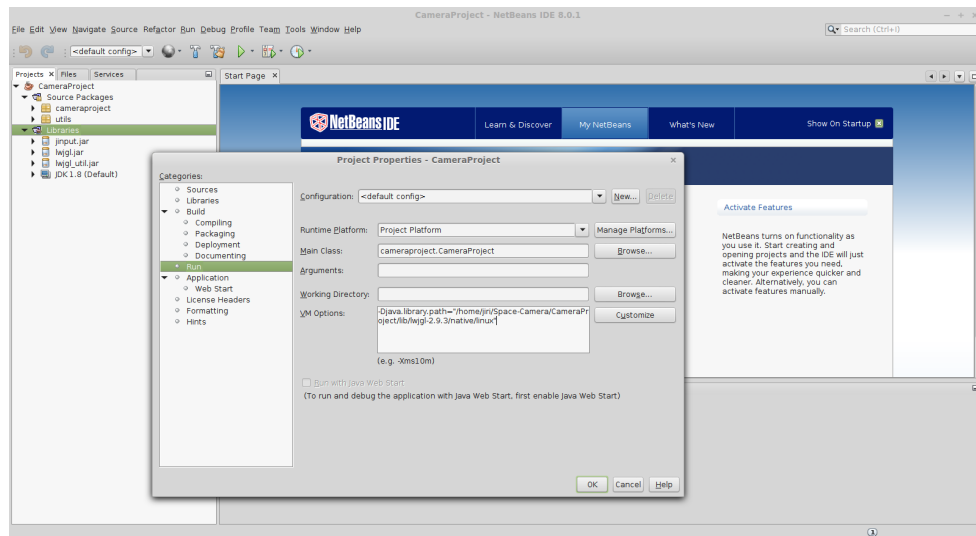 CameraProject - NetBeans IDE 8.0.1
File Edit View Navigate Source Refactor Run Debug Profile Team Tools Window Help
Search (Ctrl+I)
<default config>
Projects x Files Services
Start Page x
CameraProject
Source Packages
cameraproject
utils
Libraries
jinput.jar
lwjgl.jar
lwjgl_util.jar
JDK 1.8 (Default)
NetBeans IDE
Learn & Discover
My NetBeans
What's New
Show On Startup
Activate Features
NetBeans turns on functionality as
you use it. Start creating and
opening projects and the IDE will just
activate the features you need,
making your experience quicker and
cleaner. Alternatively, you can
activate features manually.
Project Properties - CameraProject
Categories:
Sources
Libraries
Build
Compiling
Packaging
Deployment
Documenting
Run
Application
Web Start
License Headers
Formatting
Hints
Configuration: <default config> New... Delete
Runtime Platform: Project Platform Manage Platforms...
Main Class: cameraproject.CameraProject Browse...
Arguments:
Working Directory: Browse...
VM Options: -Djava.library.path="/home/jiri/Space-Camera/CameraPr
oject/lib/lwjgl-2.9.3/native/linux" Customize
(e.g. -Xms10m)
Run with Java Web Start
(To run and debug the application with Java Web Start, first enable Java Web Start)
OK Cancel Help
1